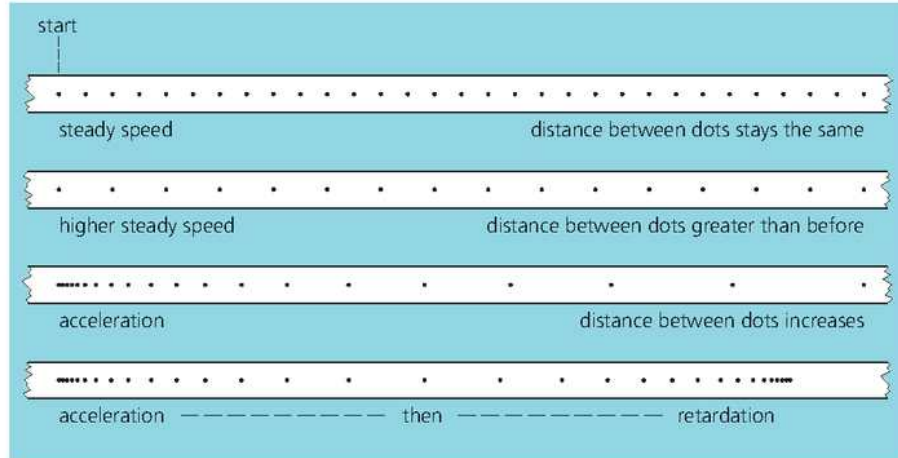 start
steady speed distance between dots stays the same
higher steady speed distance between dots greater than before
acceleration distance between dots increases
acceleration then retardation